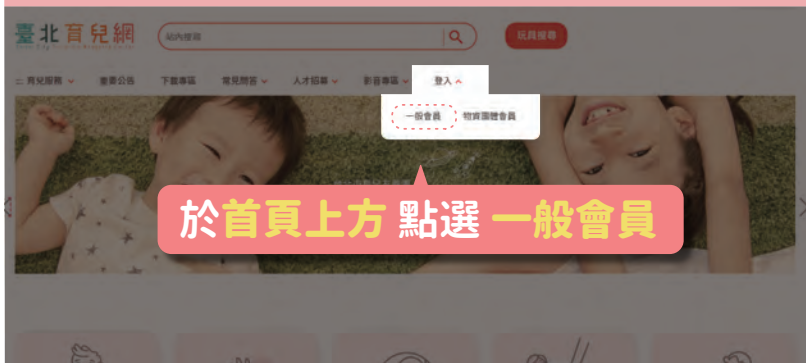 臺北育兒網
站內搜尋
玩具搜尋
::: 育兒服務
重要公告
下載專區
常見問答
人才招募
影音專區
登入
一般會員
物資團體會員
於首頁上方 點選 一般會員